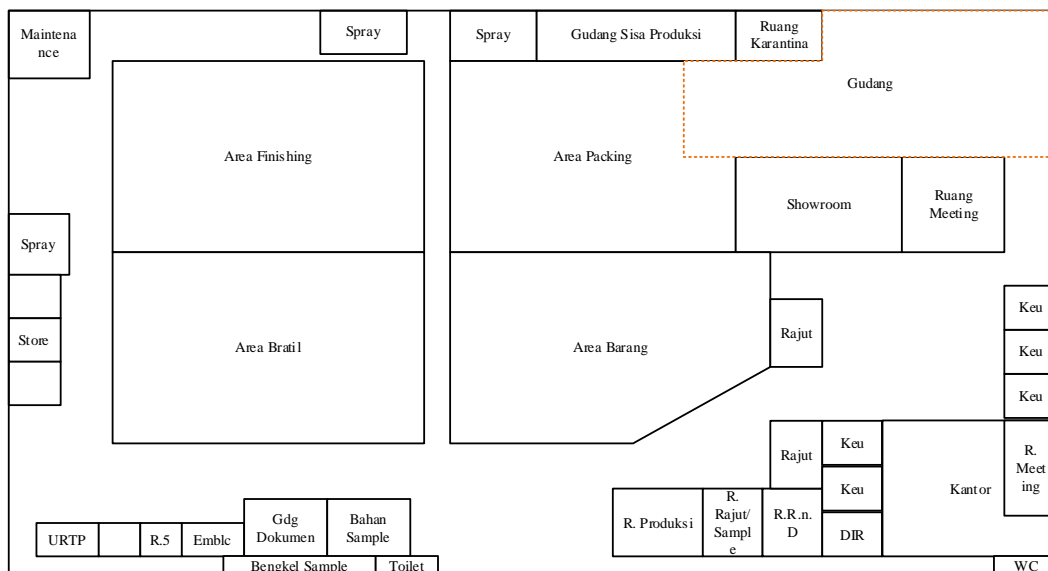 Maintena
nce
Spray
Spray
Gudang Sisa Produksi
Ruang
Karantina
Gudang
Area Finishing
Area Packing
Showroom
Ruang
Meeting
Spray
Store
Area Bratil
Area Barang
Rajut
Keu
Keu
Keu
Rajut
Keu
Keu
DIR
Kantor
R.
Meet
ing
R. Produksi
R.
Rajut/
Sampl
e
R.R.n.
D
URTP
R.5
Emblc
Gdg
Dokumen
Bahan
Sample
Bengkel Sample
Toilet
WC